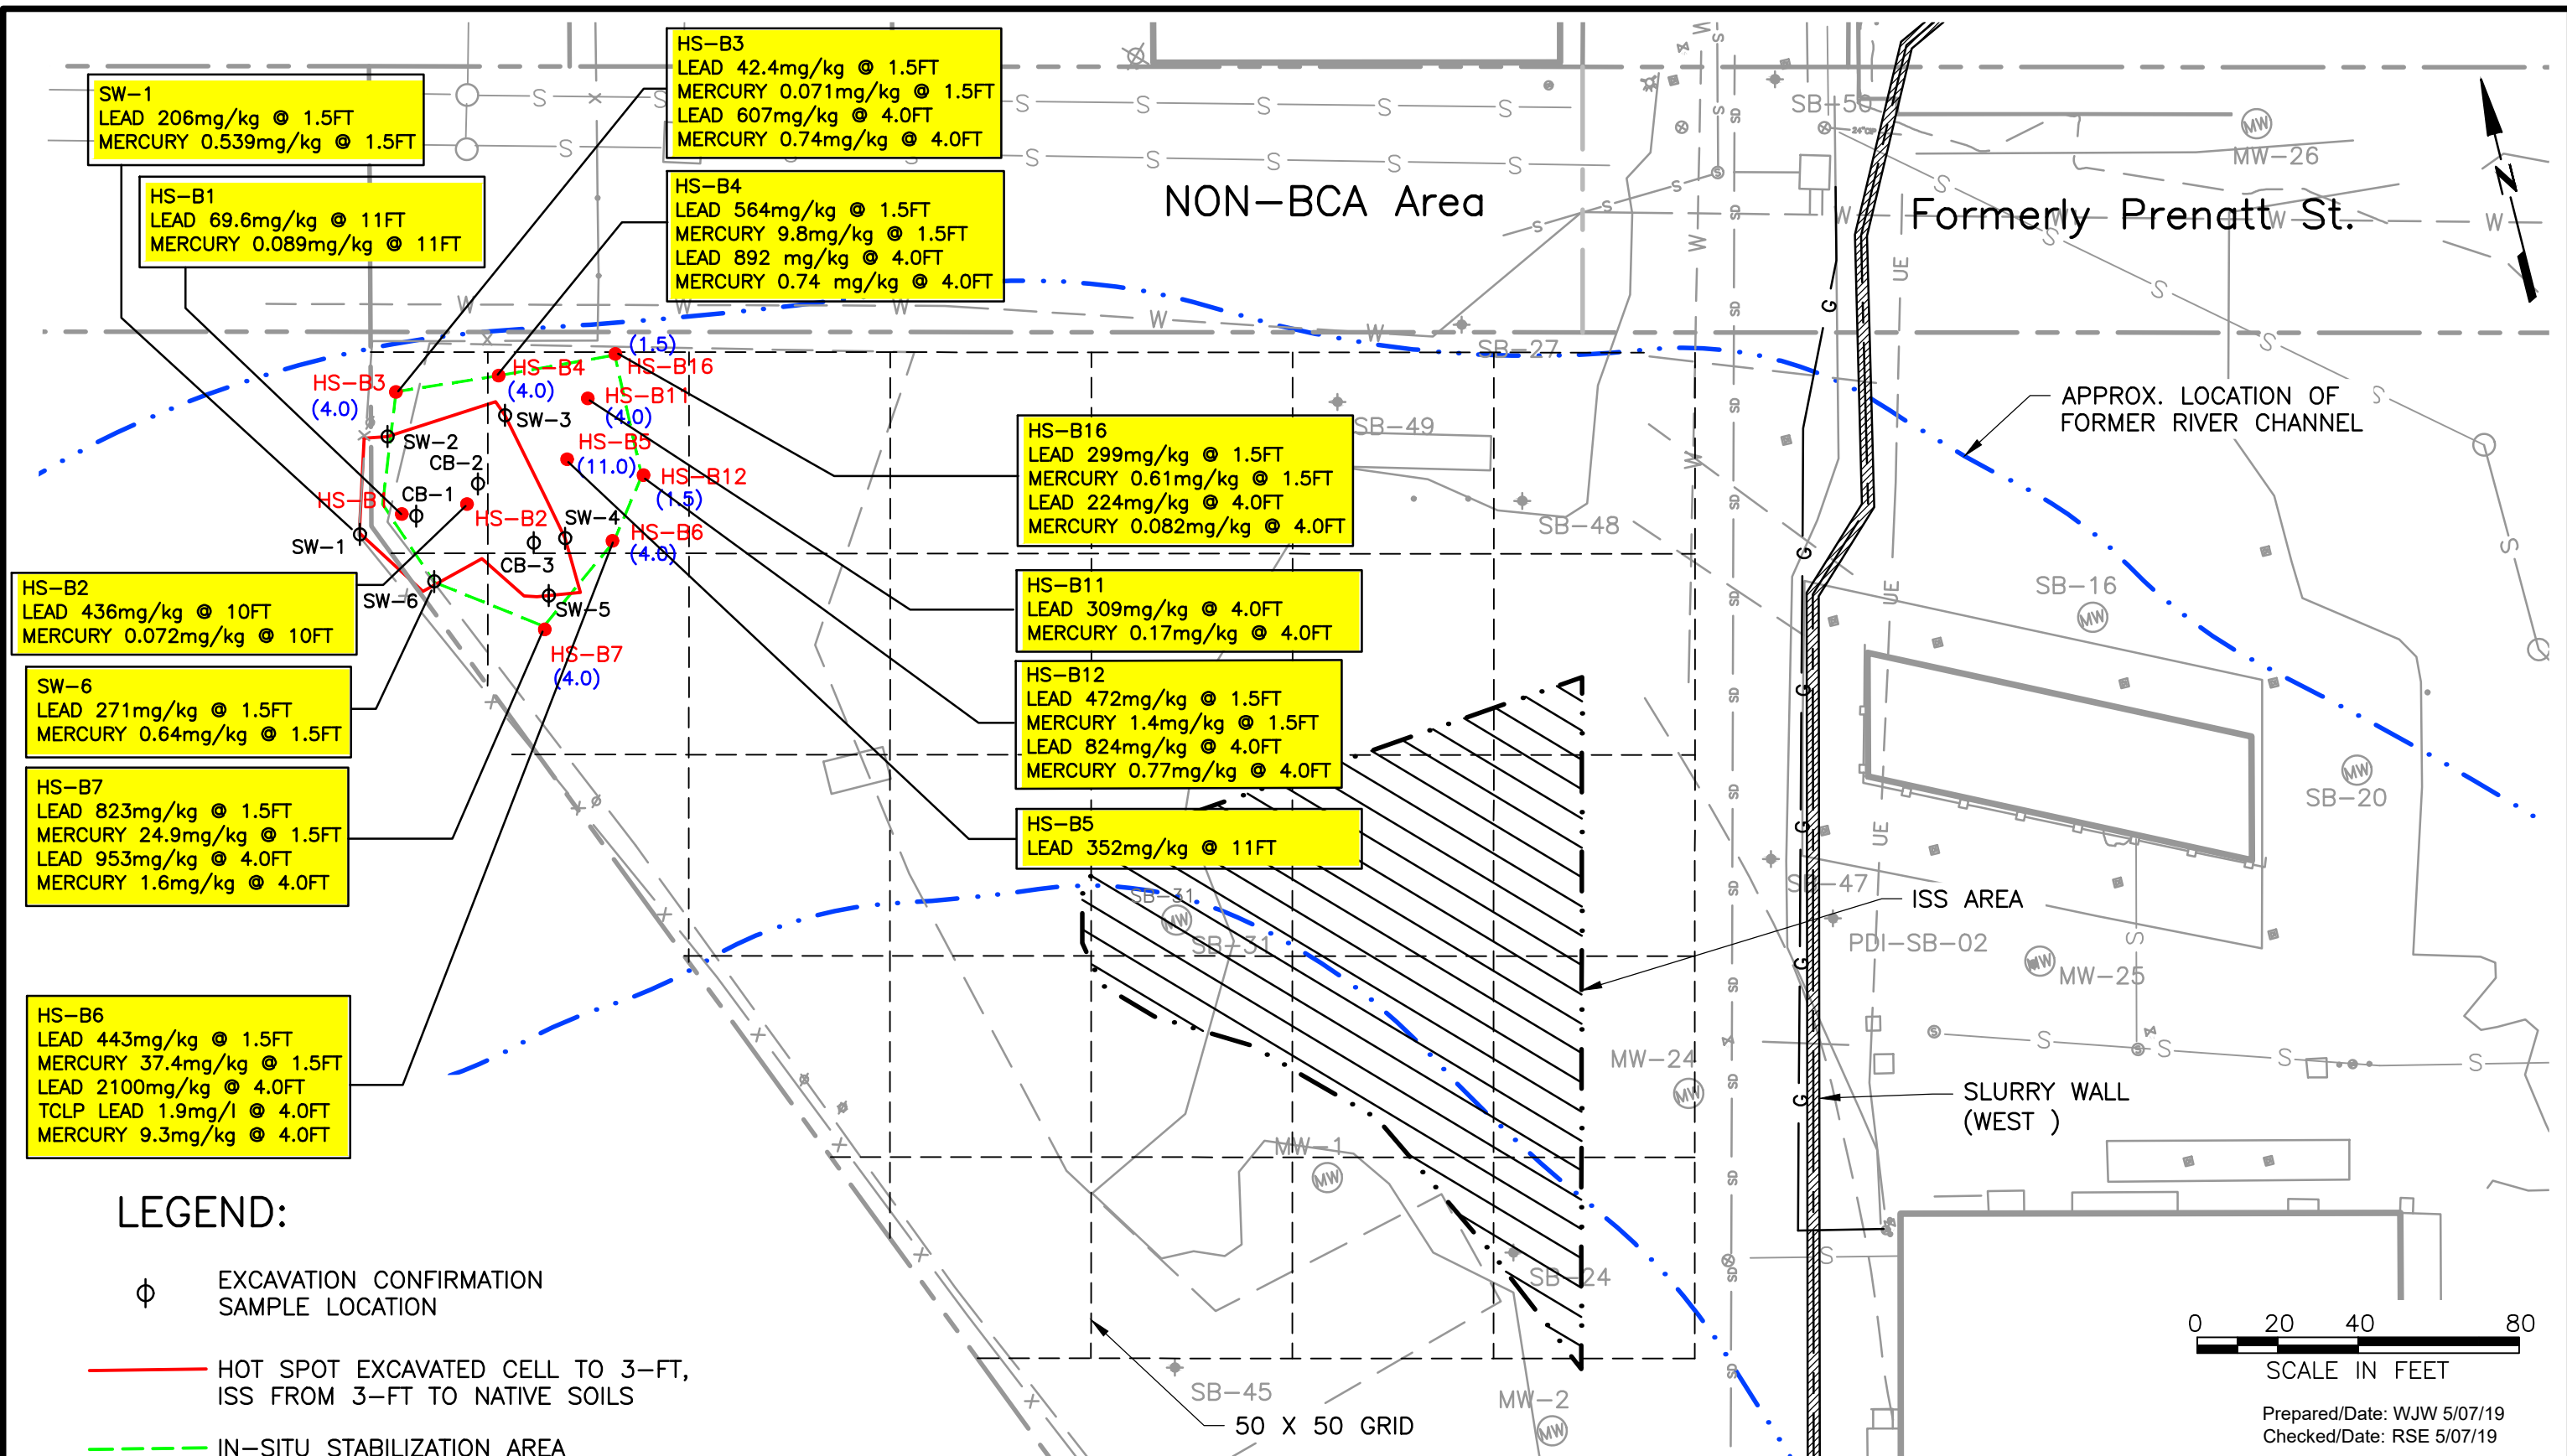 SW-1
LEAD 206mg/kg @ 1.5FT
MERCURY 0.539mg/kg @ 1.5FT
HS-B1
LEAD 69.6mg/kg @ 11FT
MERCURY 0.089mg/kg @ 11FT
HS-B3
LEAD 42.4mg/kg @ 1.5FT
MERCURY 0.071mg/kg @ 1.5FT
LEAD 607mg/kg @ 4.0FT
MERCURY 0.74mg/kg @ 4.0FT
HS-B4
LEAD 564mg/kg @ 1.5FT
MERCURY 9.8mg/kg @ 1.5FT
LEAD 892 mg/kg @ 4.0FT
MERCURY 0.74 mg/kg @ 4.0FT
NON-BCA Area
Formerly Prenatt St.
SB-50
24"CIP
MW
MW-26
N
SB-27
APPROX. LOCATION OF
FORMER RIVER CHANNEL
HS-B3
(4.0)
HS-B4
(4.0)
(1.5)
HS-B16
HS-B11
(4.0)
HS-B5
(11.0)
HS-B12
(1.5)
HS-B6
(4.0)
HS-B7
(4.0)
HS-B1
HS-B2
SW-1
SW-2
SW-3
SW-4
SW-5
SW-6
CB-1
CB-2
CB-3
HS-B16
LEAD 299mg/kg @ 1.5FT
MERCURY 0.61mg/kg @ 1.5FT
LEAD 224mg/kg @ 4.0FT
MERCURY 0.082mg/kg @ 4.0FT
SB-49
SB-48
HS-B11
LEAD 309mg/kg @ 4.0FT
MERCURY 0.17mg/kg @ 4.0FT
HS-B12
LEAD 472mg/kg @ 1.5FT
MERCURY 1.4mg/kg @ 1.5FT
LEAD 824mg/kg @ 4.0FT
MERCURY 0.77mg/kg @ 4.0FT
HS-B5
LEAD 352mg/kg @ 11FT
HS-B2
LEAD 436mg/kg @ 10FT
MERCURY 0.072mg/kg @ 10FT
SW-6
LEAD 271mg/kg @ 1.5FT
MERCURY 0.64mg/kg @ 1.5FT
HS-B7
LEAD 823mg/kg @ 1.5FT
MERCURY 24.9mg/kg @ 1.5FT
LEAD 953mg/kg @ 4.0FT
MERCURY 1.6mg/kg @ 4.0FT
HS-B6
LEAD 443mg/kg @ 1.5FT
MERCURY 37.4mg/kg @ 1.5FT
LEAD 2100mg/kg @ 4.0FT
TCLP LEAD 1.9mg/l @ 4.0FT
MERCURY 9.3mg/kg @ 4.0FT
SB-16
MW
SB-20
MW
SB-47
ISS AREA
SB-31
MW
SB-31
PDI-SB-02
MW
MW-25
MW-24
MW
SLURRY WALL
(WEST )
MW-1
MW
SB-24
SB-45
MW-2
MW
50 X 50 GRID
LEGEND:
EXCAVATION CONFIRMATION
SAMPLE LOCATION
HOT SPOT EXCAVATED CELL TO 3-FT,
ISS FROM 3-FT TO NATIVE SOILS
IN-SITU STABILIZATION AREA
0 20 40 80
SCALE IN FEET
Prepared/Date: WJW 5/07/19
Checked/Date: RSE 5/07/19